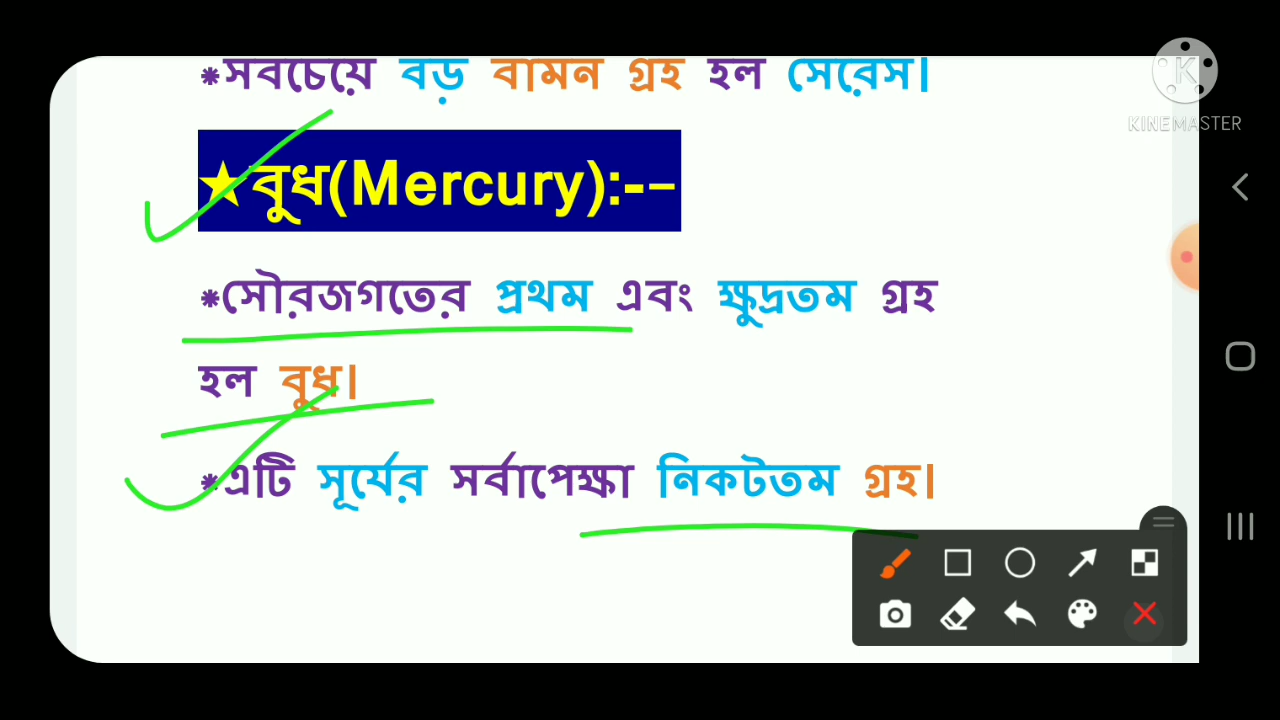 *সবচেয়ে বড় বামন গ্রহ হল সেরেস।
KINEMASTER
★বুধ(Mercury):-–
*সৌরজগতের প্রথম এবং ক্ষুদ্রতম গ্রহ
হল বুধ।
*এটি সূর্যের সর্বাপেক্ষা নিকটতম গ্রহ।